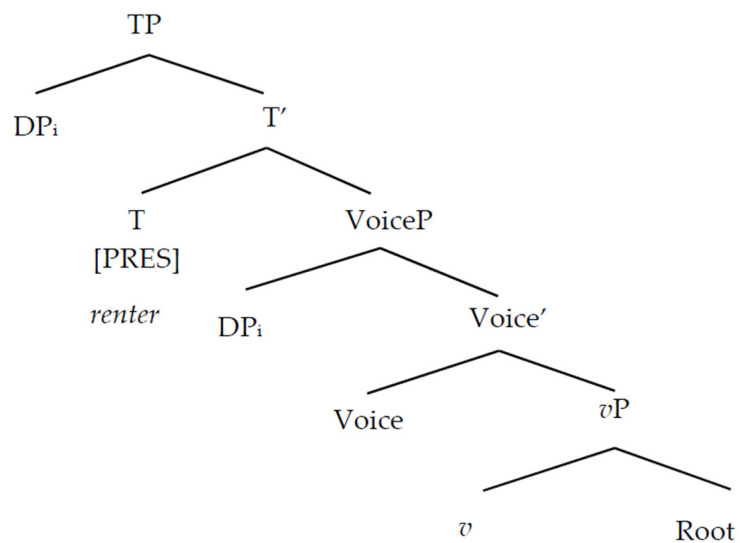 TP
DPᵢ T′
T VoiceP
[PRES]
renter DPᵢ Voice′
Voice vP
v Root